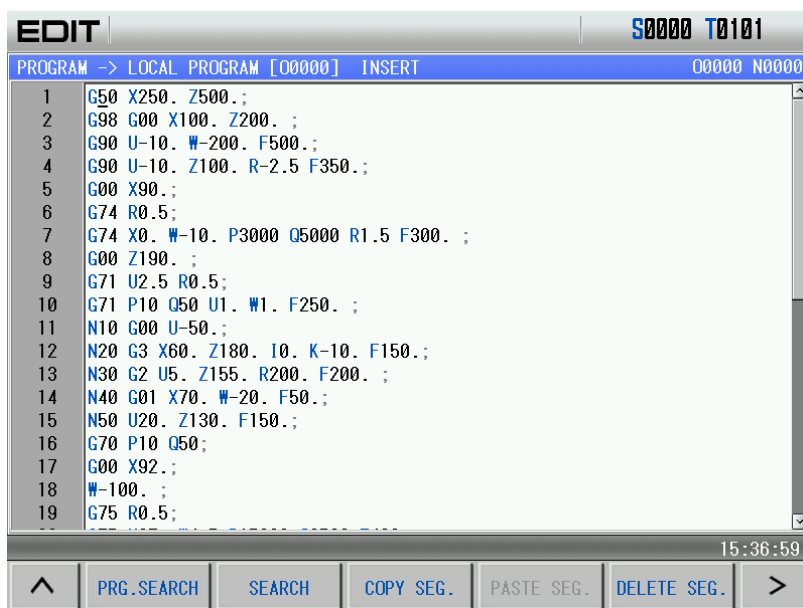 EDIT S0000 T0101
PROGRAM -> LOCAL PROGRAM [O0000] INSERT O0000 N0000
1 G50 X250. Z500.;
2 G98 G00 X100. Z200. ;
3 G90 U-10. W-200. F500.;
4 G90 U-10. Z100. R-2.5 F350.;
5 G00 X90.;
6 G74 R0.5;
7 G74 X0. W-10. P3000 Q5000 R1.5 F300. ;
8 G00 Z190. ;
9 G71 U2.5 R0.5;
10 G71 P10 Q50 U1. W1. F250. ;
11 N10 G00 U-50.;
12 N20 G3 X60. Z180. I0. K-10. F150.;
13 N30 G2 U5. Z155. R200. F200. ;
14 N40 G01 X70. W-20. F50.;
15 N50 U20. Z130. F150.;
16 G70 P10 Q50;
17 G00 X92.;
18 W-100. ;
19 G75 R0.5;
15:36:59
PRG.SEARCH SEARCH COPY SEG. PASTE SEG. DELETE SEG. >